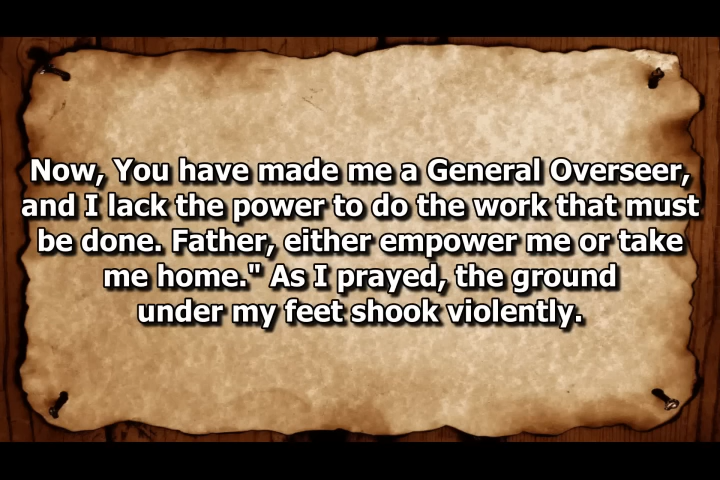 Now, You have made me a General Overseer,
and I lack the power to do the work that must
be done. Father, either empower me or take
me home." As I prayed, the ground
under my feet shook violently.